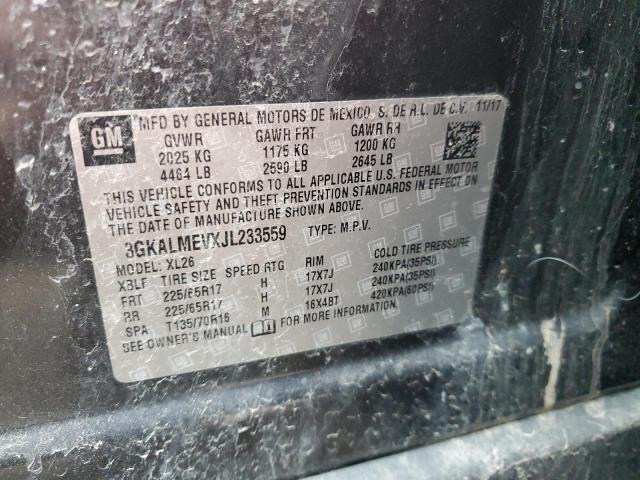 GM
MFD BY GENERAL MOTORS DE MEXICO, S. DE R.L. DE C.V. 11/17
GVWR GAWR FRT GAWR RR
2025 KG 1175 KG 1200 KG
4464 LB 2590 LB 2645 LB
THIS VEHICLE CONFORMS TO ALL APPLICABLE U.S. FEDERAL MOTOR
VEHICLE SAFETY AND THEFT PREVENTION STANDARDS IN EFFECT ON
THE DATE OF MANUFACTURE SHOWN ABOVE.
3GKALMEVXJL233559 TYPE: M.P.V.
MODEL: XL26
XBLF TIRE SIZE SPEED RTG RIM COLD TIRE PRESSURE
FRT 225/65R17 H 17X7J 240KPA(35PSI)
RR 225/65R17 H 17X7J 240KPA(35PSI)
SPA T135/70R16 M 16X4BT 420KPA(60PSI)
SEE OWNER'S MANUAL FOR MORE INFORMATION